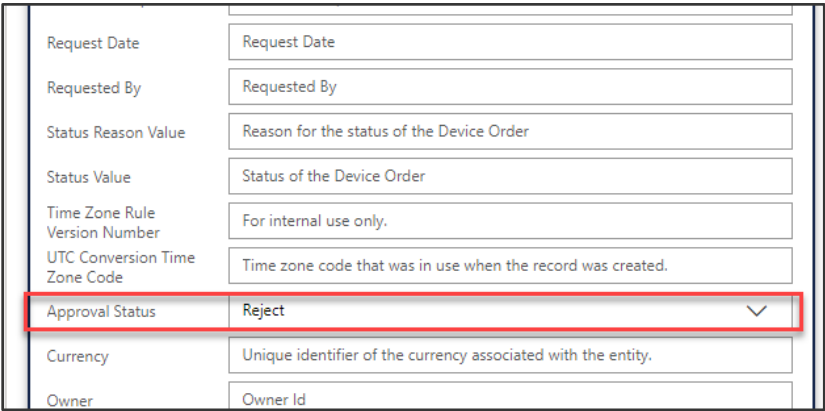 Request Date
Request Date
Requested By
Requested By
Status Reason Value
Reason for the status of the Device Order
Status Value
Status of the Device Order
Time Zone Rule
Version Number
For internal use only.
UTC Conversion Time
Zone Code
Time zone code that was in use when the record was created.
Approval Status
Reject
Currency
Unique identifier of the currency associated with the entity.
Owner
Owner Id